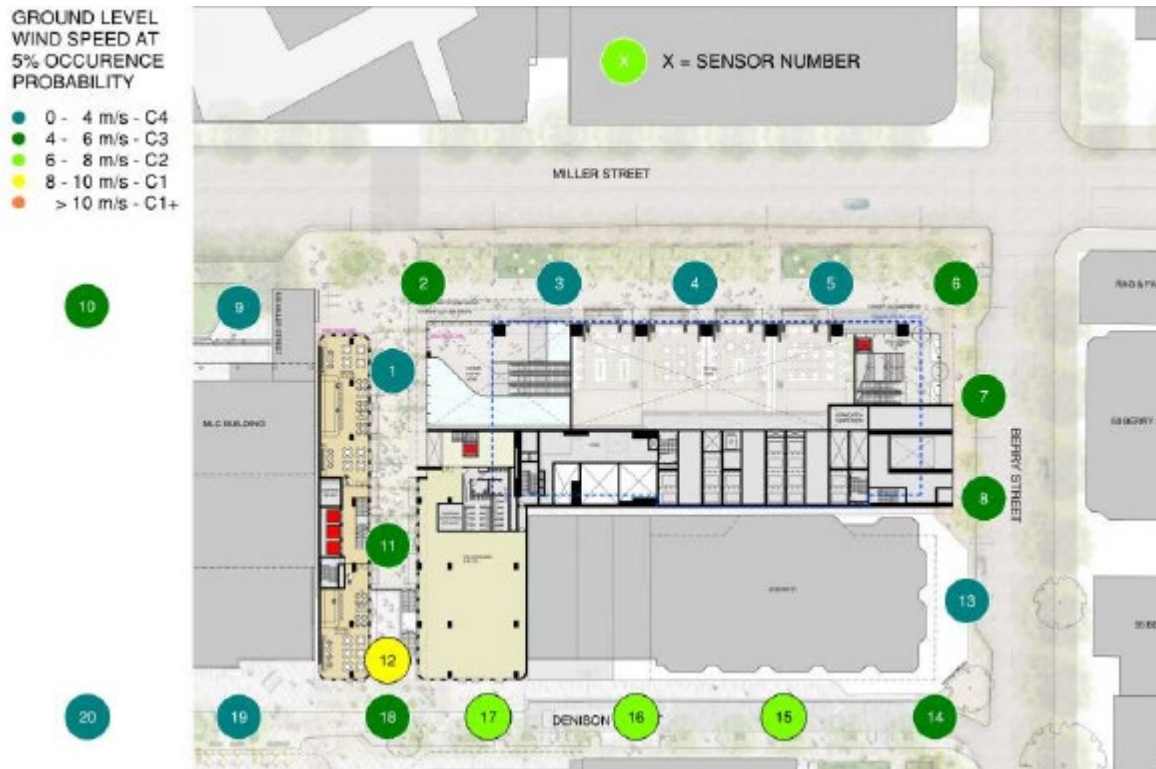 GROUND LEVEL
WIND SPEED AT
5% OCCURENCE
PROBABILITY
0 - 4 m/s - C4
4 - 6 m/s - C3
6 - 8 m/s - C2
8 - 10 m/s - C1
> 10 m/s - C1+
X X = SENSOR NUMBER
MILLER STREET
2
3
4
5
6
10
9
1
7
MLC BUILDING
BERRY STREET
8
11
13
12
20
19
18
17
DENISON
16
15
14